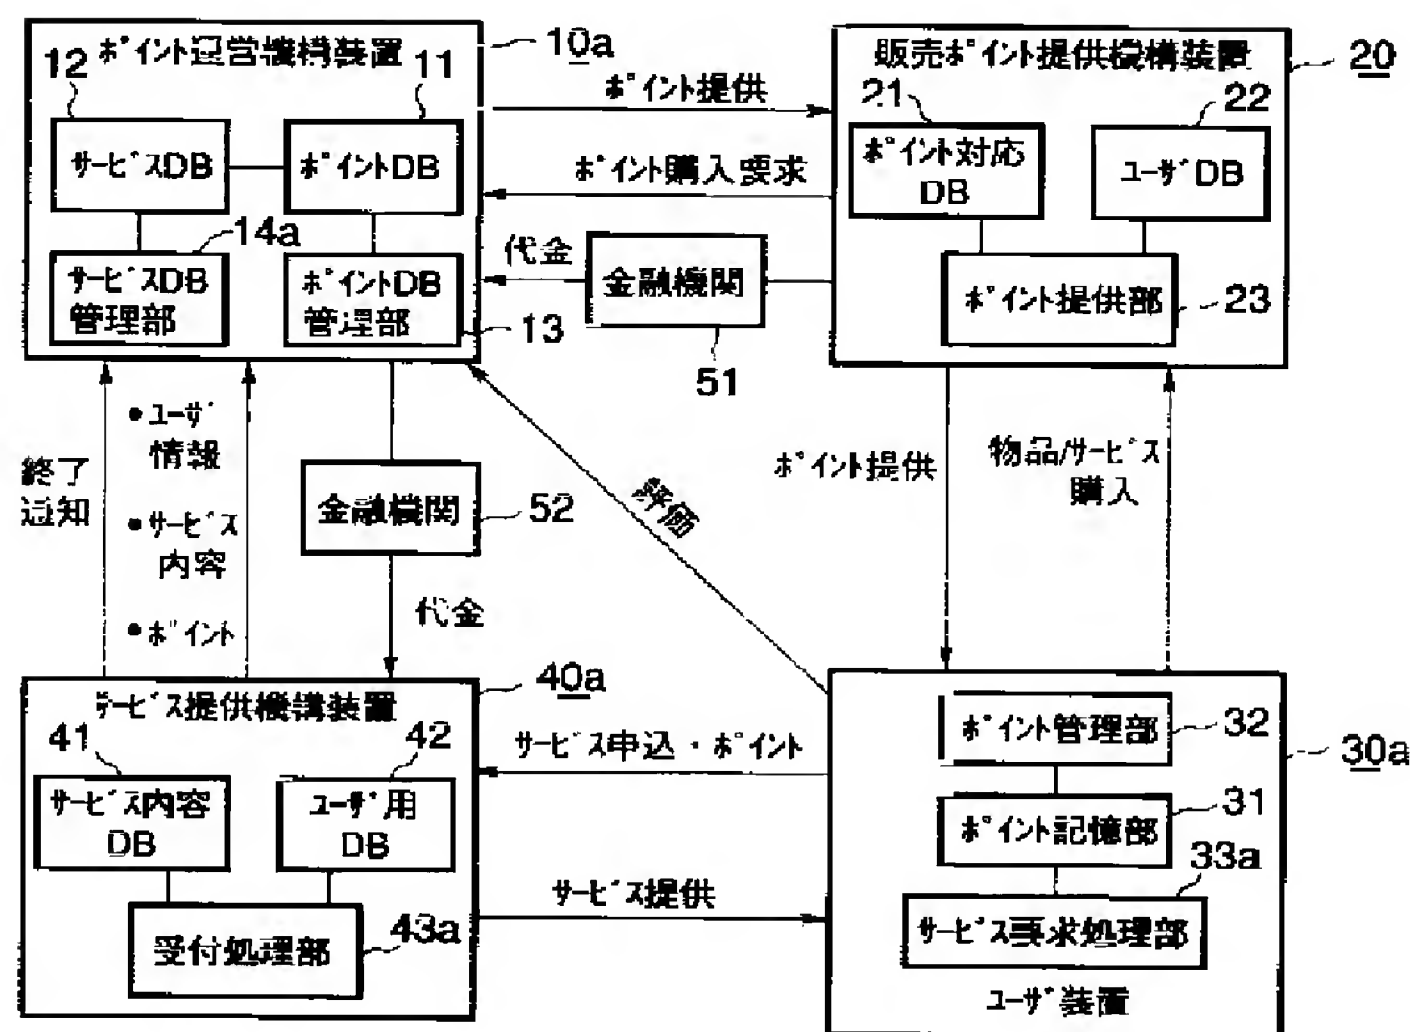 ポイント運営機構装置
10a
12
11
サービスDB
ポイントDB
14a
サービスDB
管理部
ポイントDB
管理部
13
ポイント提供
ポイント購入要求
代金
金融機関
51
販売ポイント提供機構装置
20
21
22
ポイント対応
DB
ユーザDB
ポイント提供部
23
終了
通知
●ユーザ
情報
●サービス
内容
●ポイント
金融機関
52
代金
評価
ポイント提供
物品/サービス
購入
サービス提供機構装置
40a
41
42
サービス内容
DB
ユーザ用
DB
受付処理部
43a
サービス申込・ポイント
サービス提供
ポイント管理部
32
30a
ポイント記憶部
31
33a
サービス要求処理部
ユーザ装置